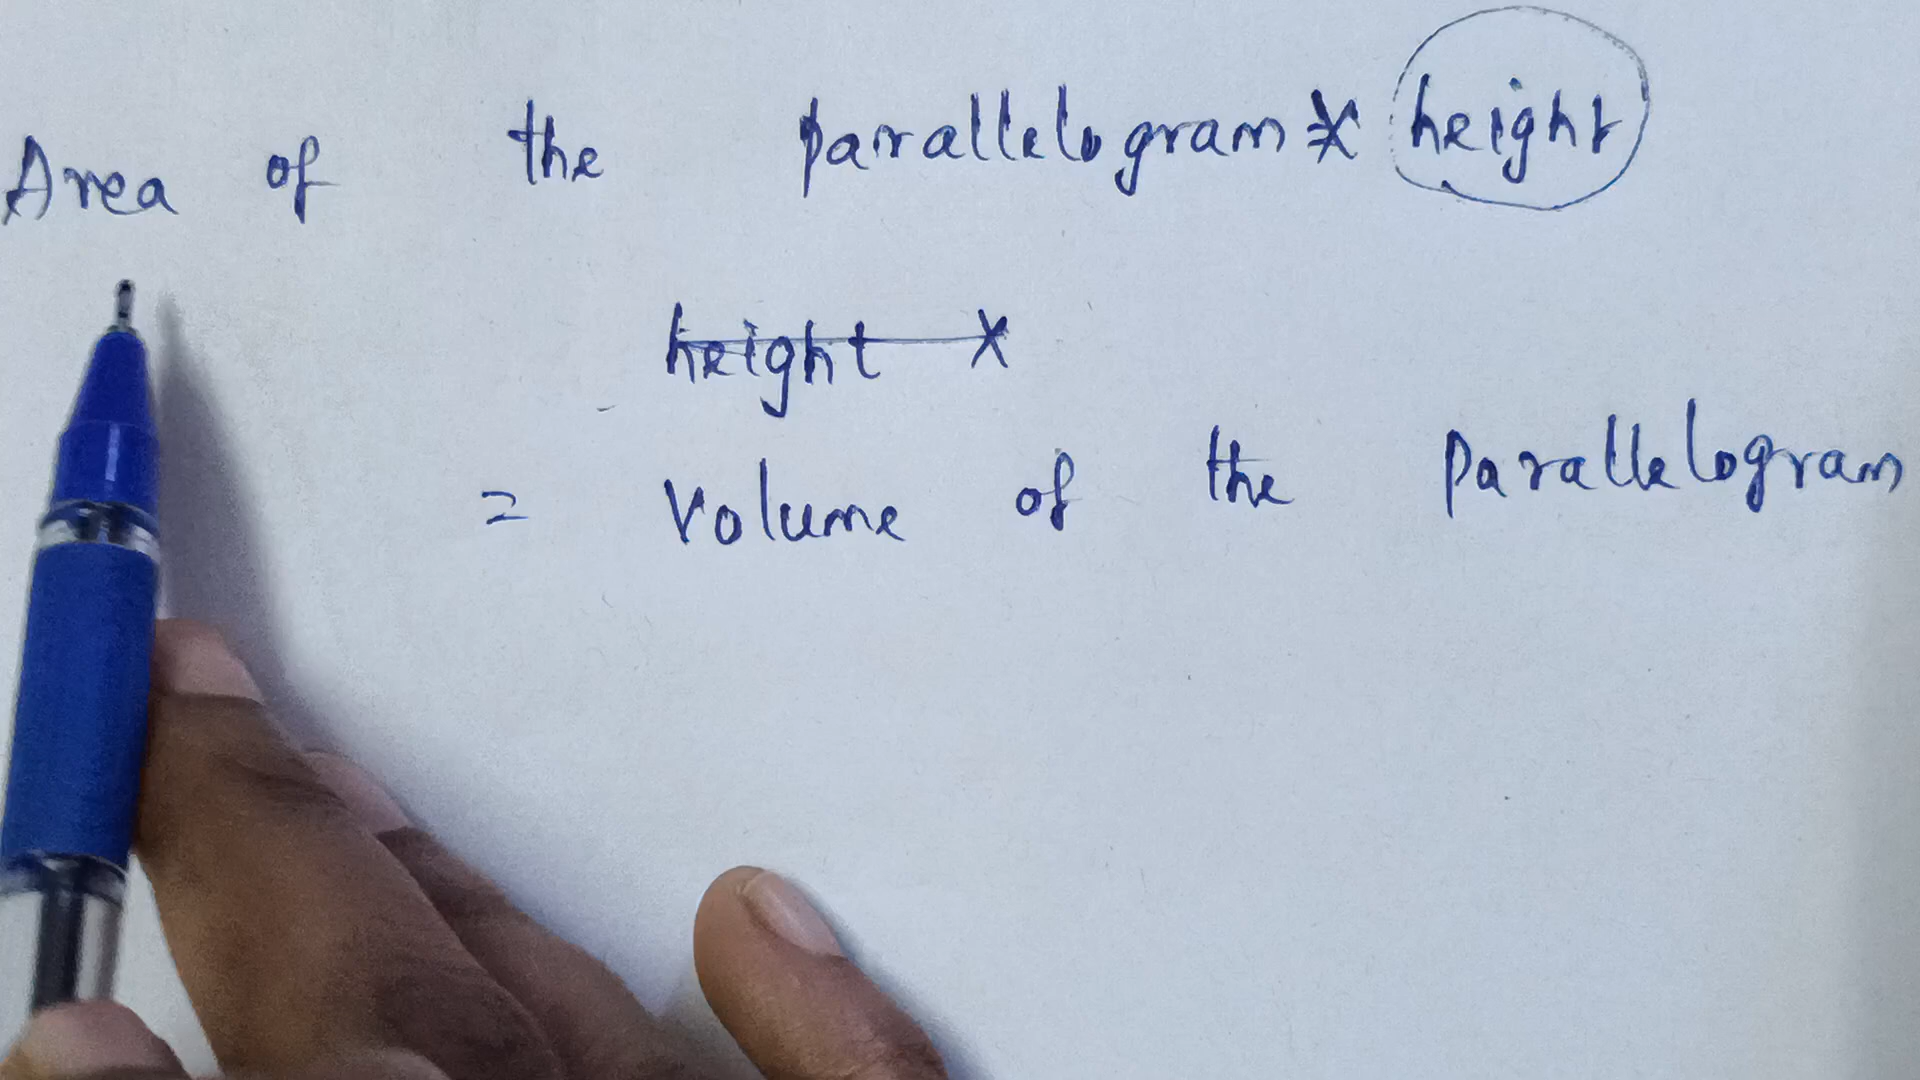 Area of the parallelogram * height
height *
= Volume of the parallelogram